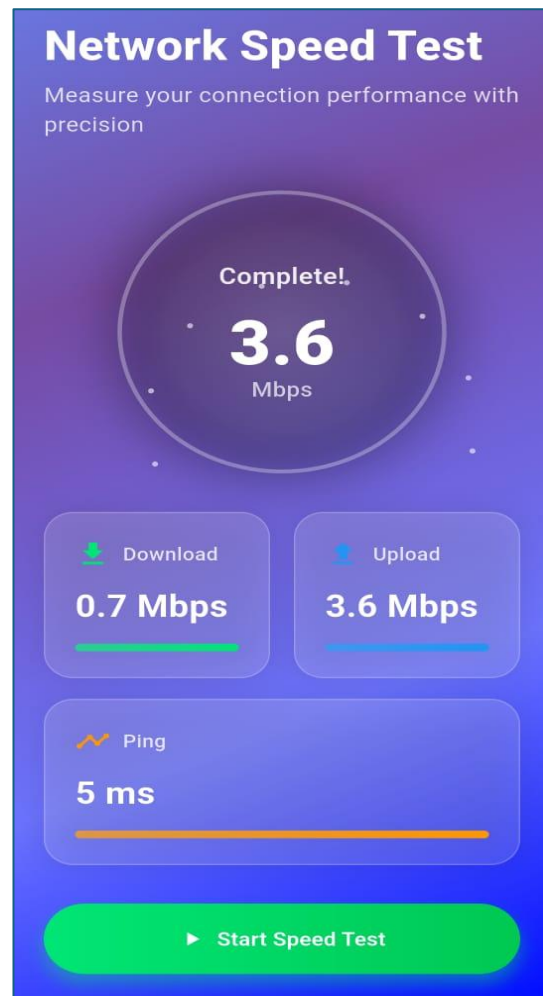 Network Speed Test
Measure your connection performance with
precision
Complete!
3.6
Mbps
Download
0.7 Mbps
Upload
3.6 Mbps
Ping
5 ms
Start Speed Test